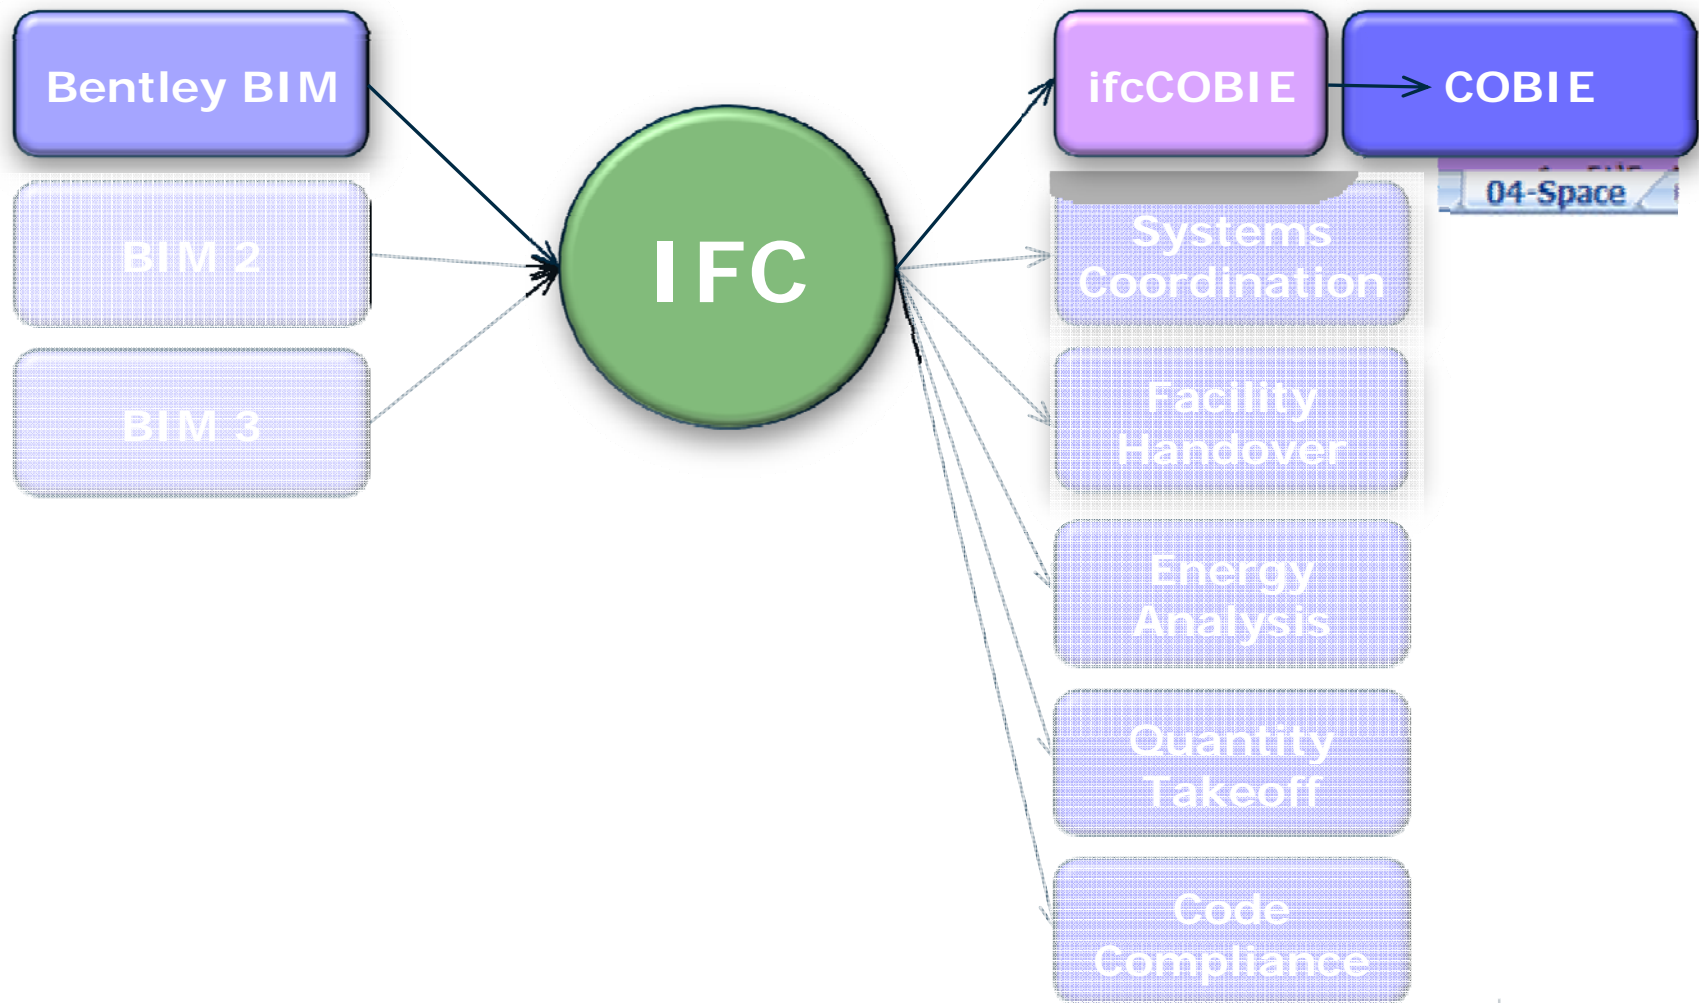 Bentley BIM
BIM 2
BIM 3
IFC
ifcCOBIE
COBIE
04-Space
Systems
Coordination
Facility
Handover
Energy
Analysis
Quantity
Takeoff
Code
Compliance